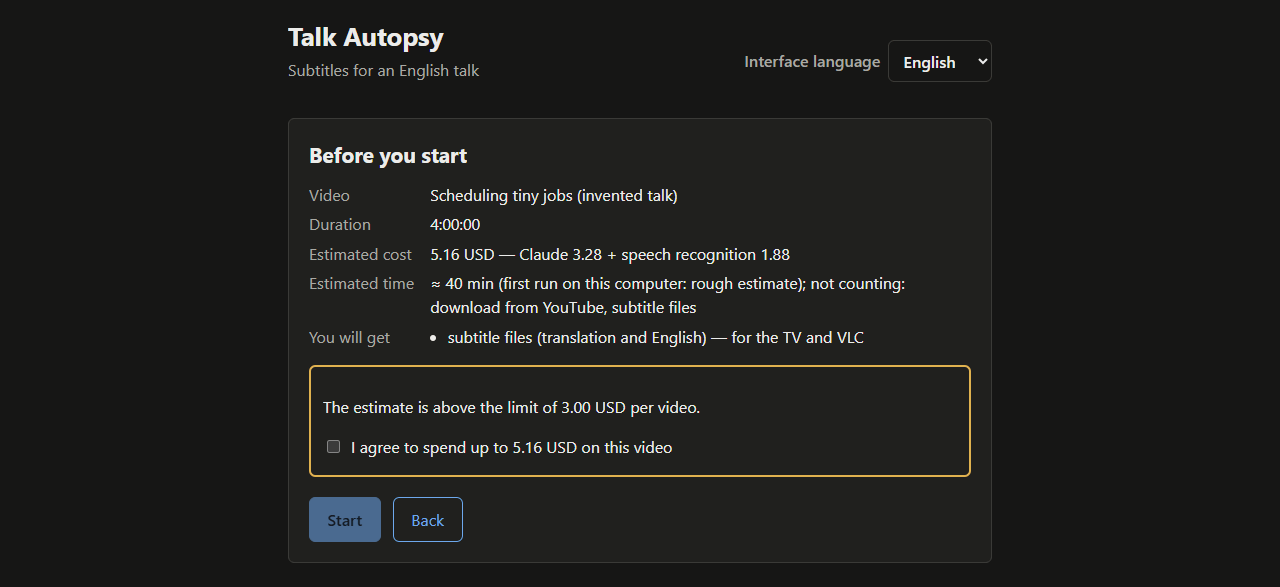 Talk Autopsy
Subtitles for an English talk
Interface language English
Before you start
Video Scheduling tiny jobs (invented talk)
Duration 4:00:00
Estimated cost 5.16 USD — Claude 3.28 + speech recognition 1.88
Estimated time ≈ 40 min (first run on this computer: rough estimate); not counting:
download from YouTube, subtitle files
You will get • subtitle files (translation and English) — for the TV and VLC
The estimate is above the limit of 3.00 USD per video.
I agree to spend up to 5.16 USD on this video
Start Back